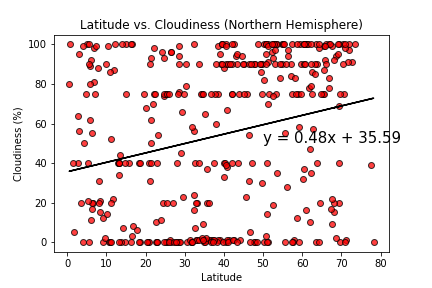 Latitude vs. Cloudiness (Northern Hemisphere)
100
80
60
40
20
0
Cloudiness (%)
y = 0.48x + 35.59
0 10 20 30 40 50 60 70 80
Latitude